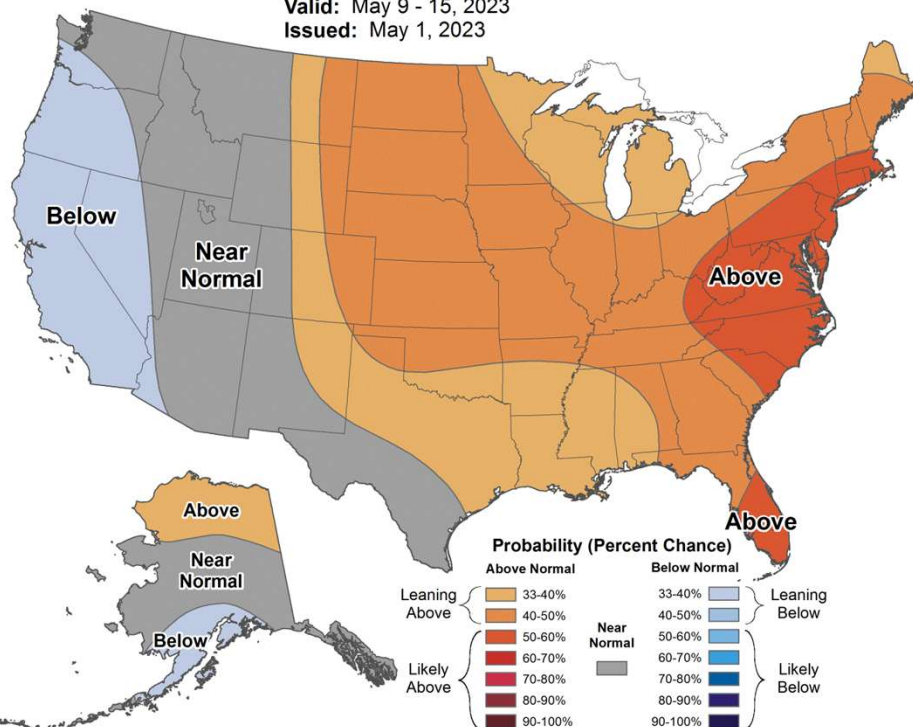 Valid: May 9 - 15, 2023
Issued: May 1, 2023
Below
Near
Normal
Above
Above
Above
Near
Normal
Below
Probability (Percent Chance)
Above Normal
Below Normal
Leaning
Above
33-40%
40-50%
Likely
Above
50-60%
60-70%
70-80%
80-90%
90-100%
Near
Normal
33-40%
40-50%
Leaning
Below
50-60%
60-70%
70-80%
80-90%
90-100%
Likely
Below